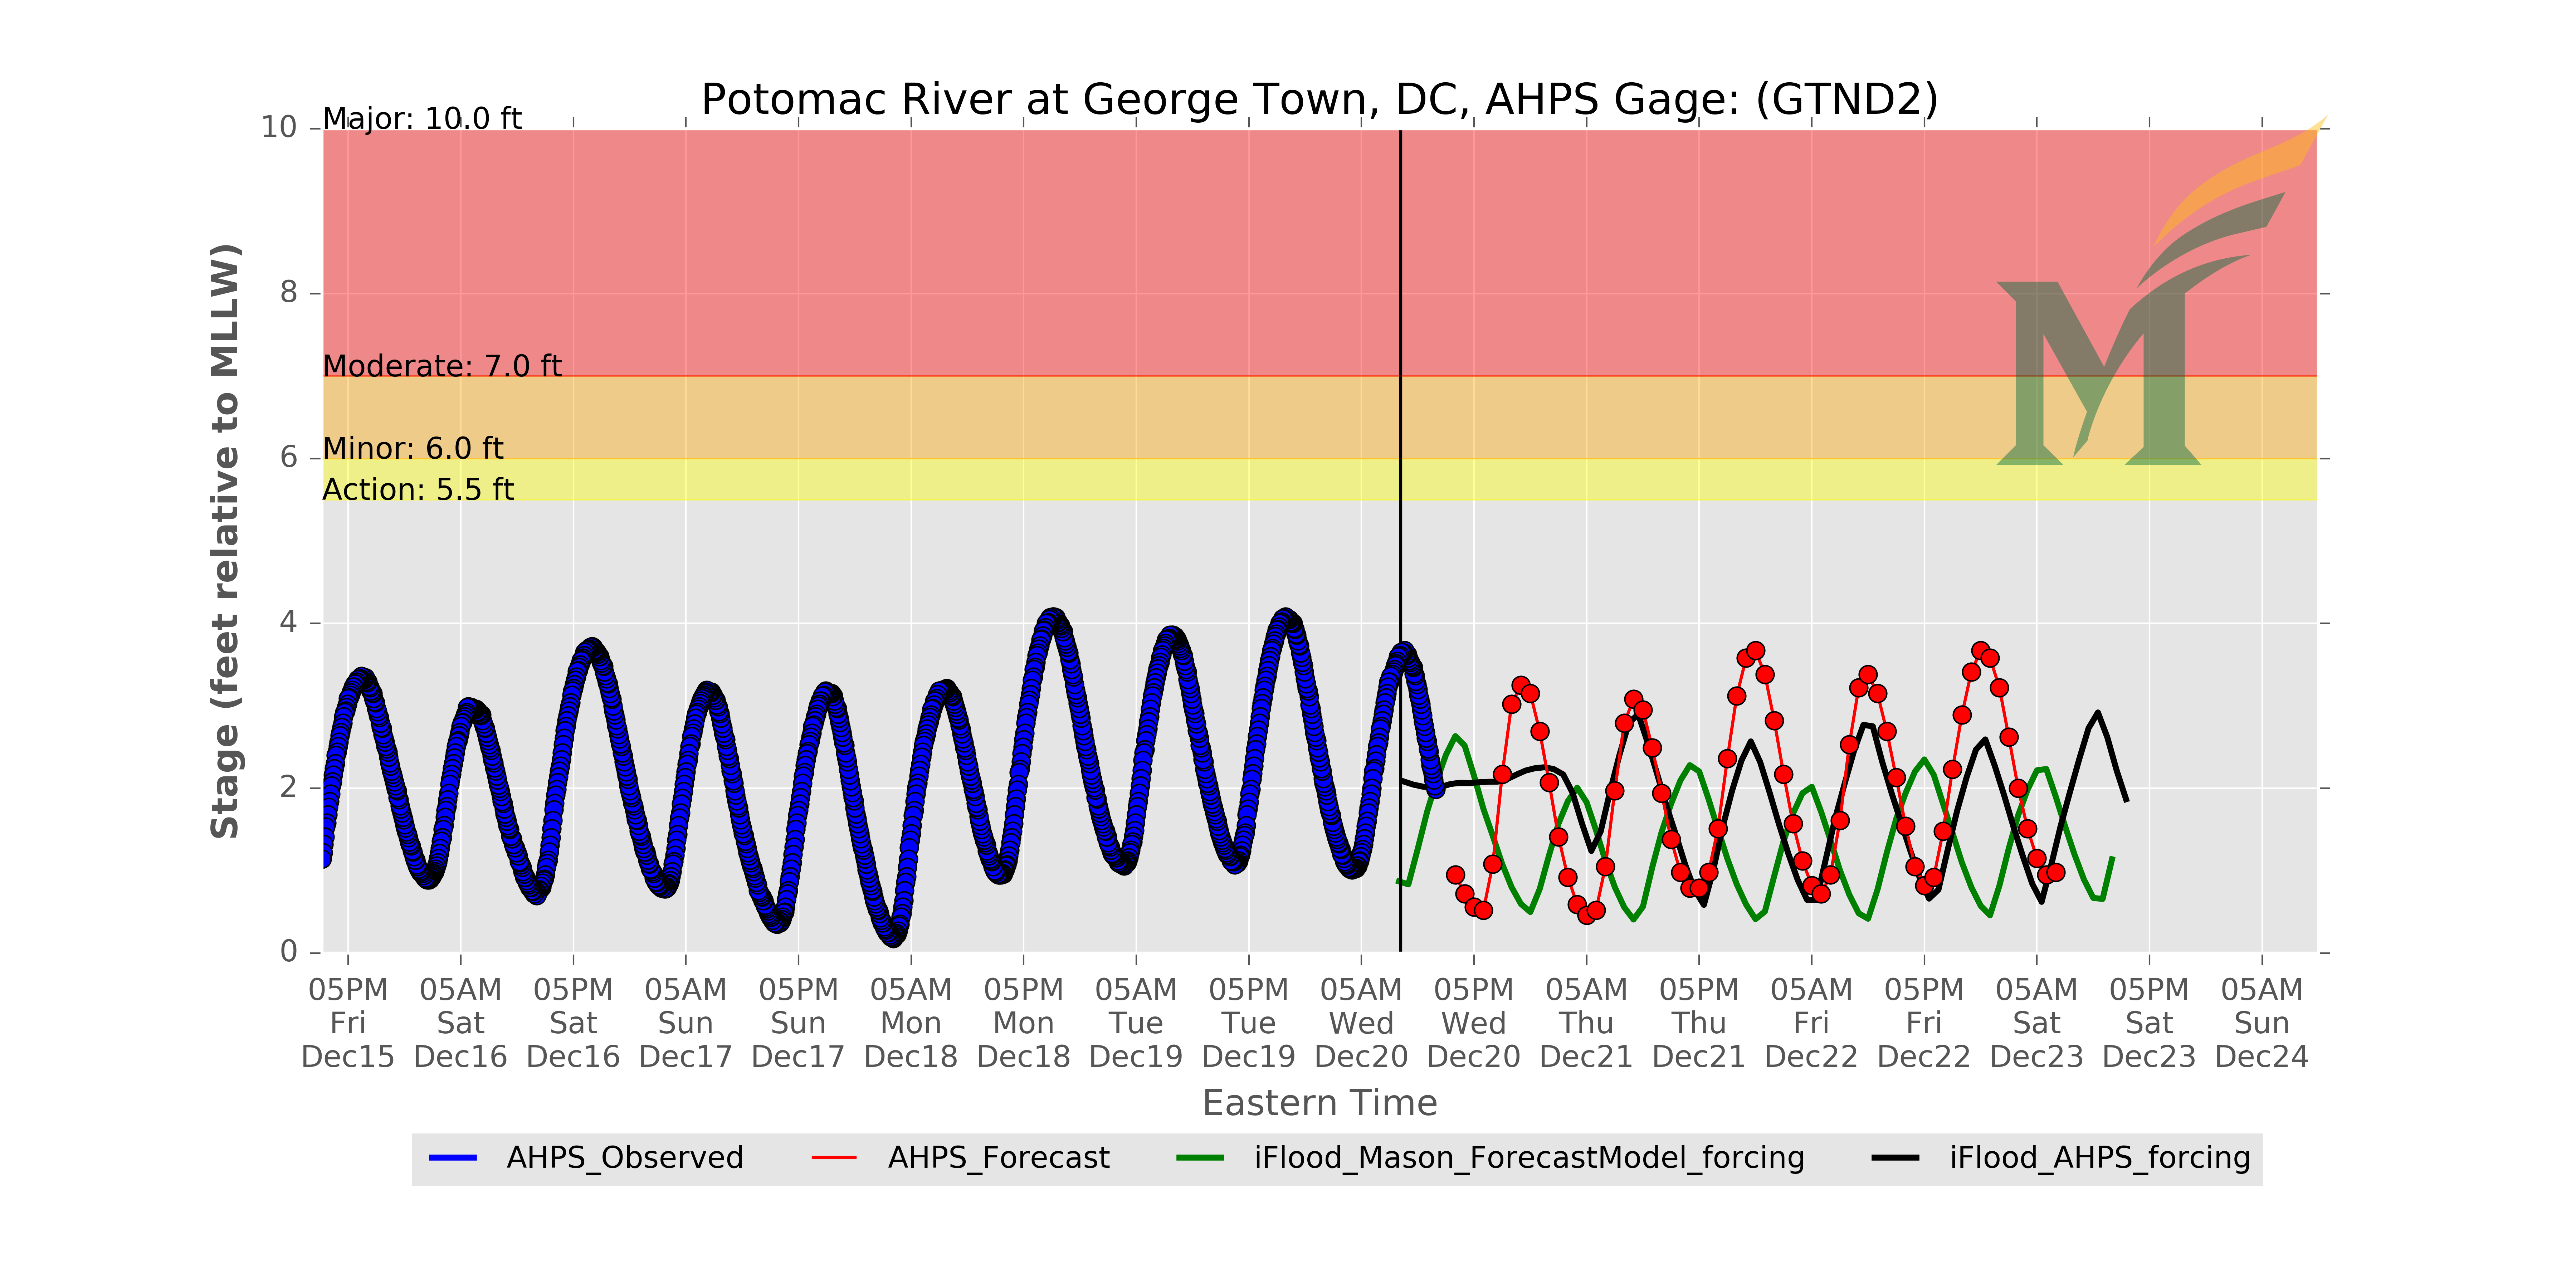 Potomac River at George Town, DC, AHPS Gage: (GTND2)
Major: 10.0 ft
Moderate: 7.0 ft
Minor: 6.0 ft
Action: 5.5 ft
Stage (feet relative to MLLW)
10
8
6
4
2
0
05PM 05AM 05PM 05AM 05PM 05AM 05PM 05AM 05PM 05AM 05PM 05AM 05PM 05AM 05PM 05AM 05PM 05AM
Fri Sat Sat Sun Sun Mon Mon Tue Tue Wed Wed Thu Thu Fri Fri Sat Sat Sun
Dec15 Dec16 Dec16 Dec17 Dec17 Dec18 Dec18 Dec19 Dec19 Dec20 Dec20 Dec21 Dec21 Dec22 Dec22 Dec23 Dec23 Dec24
Eastern Time
AHPS_Observed AHPS_Forecast iFlood_Mason_ForecastModel_forcing iFlood_AHPS_forcing
M